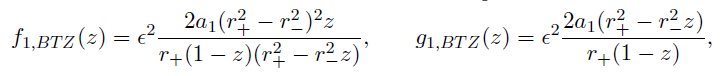 f_{1,BTZ}(z) = \epsilon^2 \frac{2a_1(r_+^2 - r_-^2)^2 z}{r_+(1 - z)(r_+^2 - r_-^2 z)}, \qquad g_{1,BTZ}(z) = \epsilon^2 \frac{2a_1(r_+^2 - r_-^2 z)}{r_+(1 - z)},